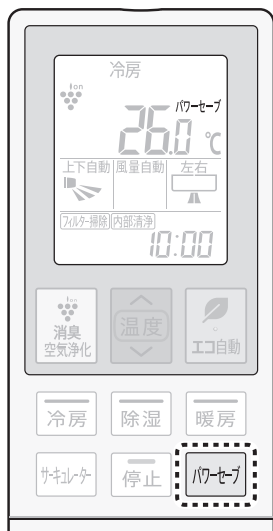 冷房
Ion
パワーセーブ
26.0 ℃
上下自動 風量自動 左右
フィルター掃除 内部清浄
10:00
Ion
消臭
空気浄化
温度
エコ自動
冷房 除湿 暖房
サーキュレーター 停止 パワーセーブ